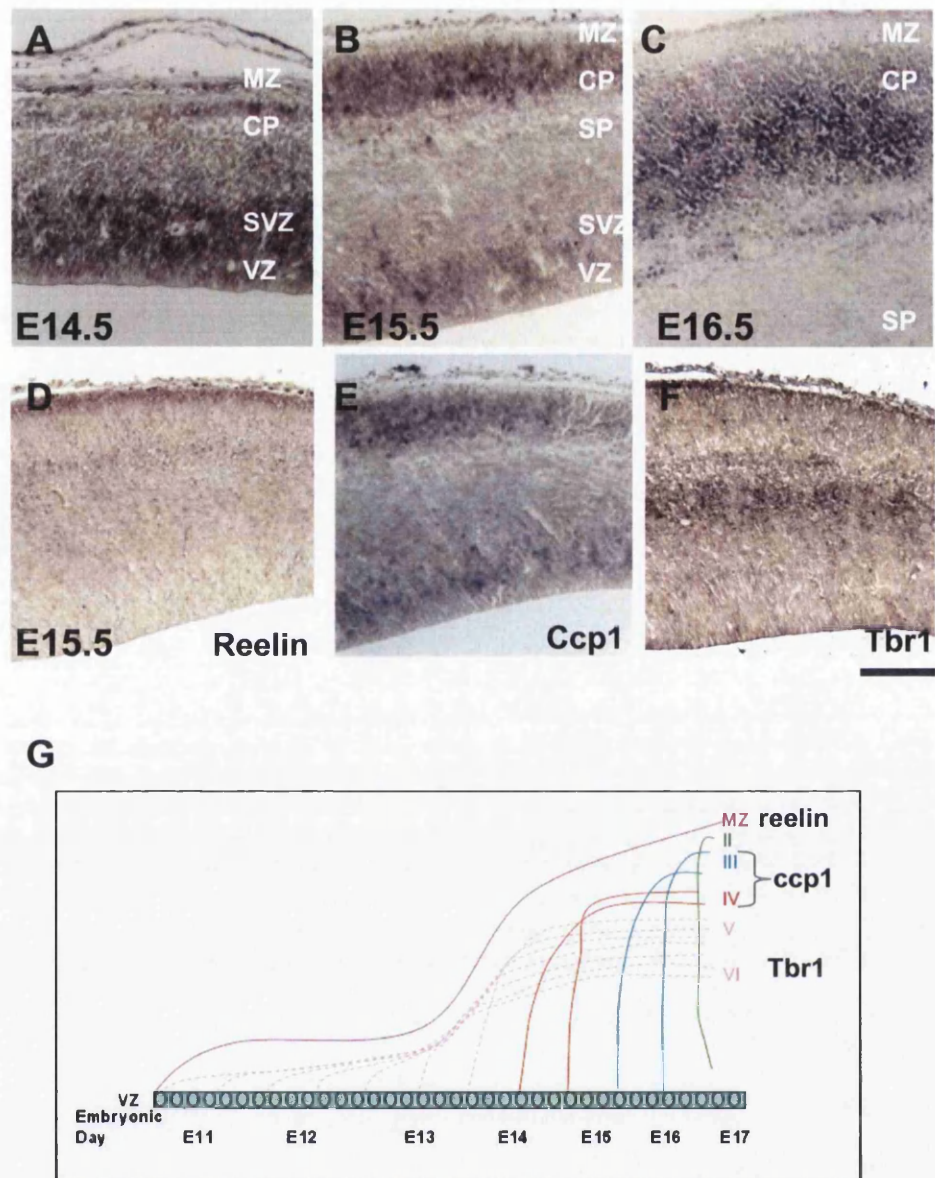 A
MZ
CP
SVZ
VZ
E14.5
B
MZ
CP
SP
SVZ
VZ
E15.5
C
MZ
CP
SP
E16.5
D
E15.5
Reelin
E
Ccp1
F
Tbr1
G
MZ reelin
II
III
ccp1
IV
V
Tbr1
VI
VZ
Embryonic
Day E11 E12 E13 E14 E15 E16 E17